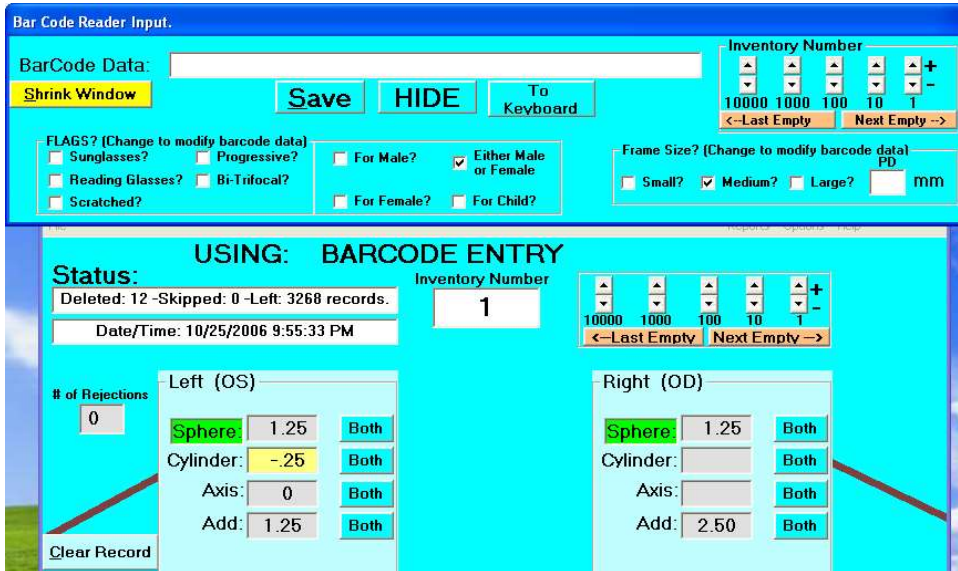 Bar Code Reader Input.
BarCode Data:
Shrink Window
Save
HIDE
To
Keyboard
Inventory Number
+
-
10000 1000 100 10 1
<--Last Empty Next Empty -->
FLAGS? (Change to modify barcode data)
Sunglasses? Progressive?
Reading Glasses? Bi-Trifocal?
Scratched?
For Male? Either Male
or Female
For Female? For Child?
Frame Size? (Change to modify barcode data)
PD
Small? Medium? Large? mm
File Reports Options Help
USING: BARCODE ENTRY
Status:
Deleted: 12 -Skipped: 0 -Left: 3268 records.
Date/Time: 10/25/2006 9:55:33 PM
Inventory Number
1
+
-
10000 1000 100 10 1
<--Last Empty Next Empty -->
# of Rejections
0
Left (OS)
Sphere: 1.25 Both
Cylinder: -.25 Both
Axis: 0 Both
Add: 1.25 Both
Right (OD)
Sphere: 1.25 Both
Cylinder: Both
Axis: Both
Add: 2.50 Both
Clear Record